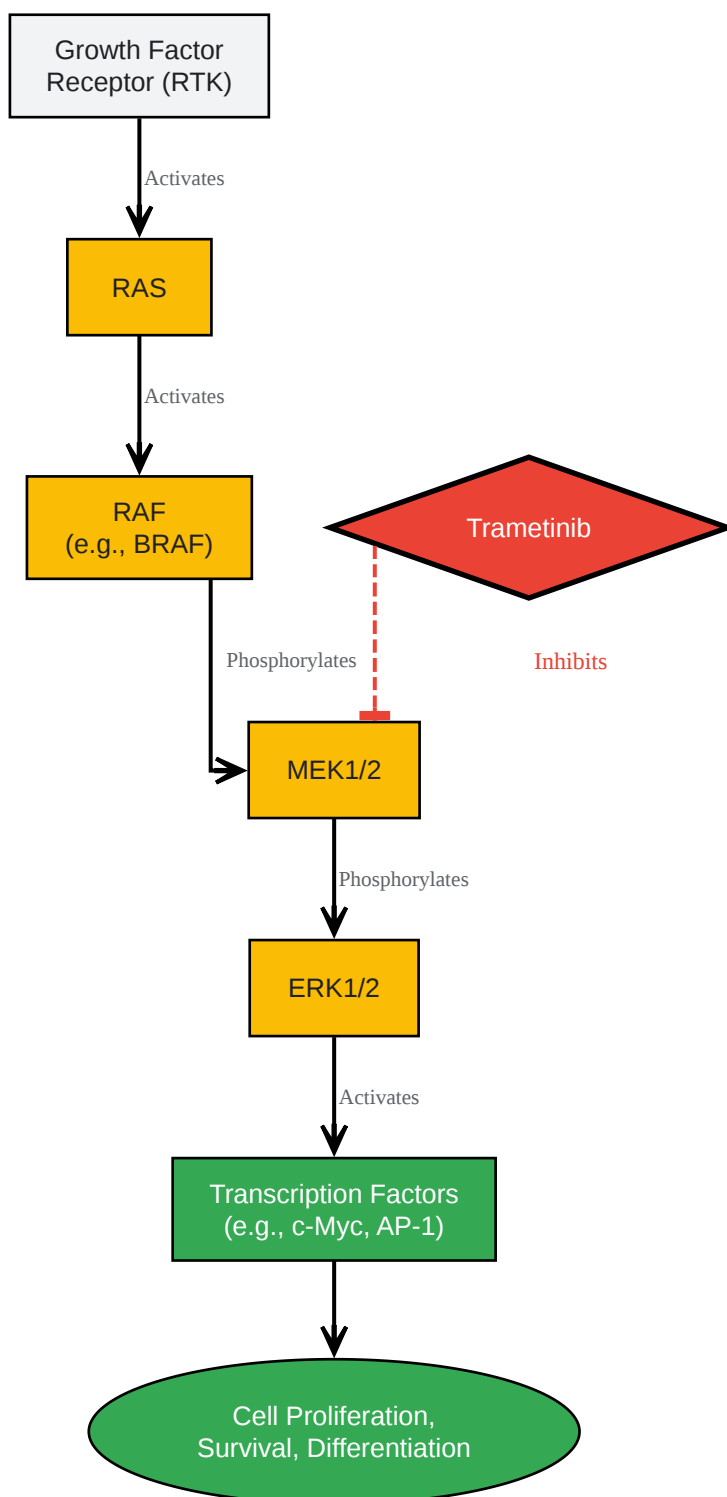 Growth Factor
Receptor (RTK)
Activates
RAS
Activates
RAF
(e.g., BRAF)
Trametinib
Phosphorylates
Inhibits
MEK1/2
Phosphorylates
ERK1/2
Activates
Transcription Factors
(e.g., c-Myc, AP-1)
Cell Proliferation,
Survival, Differentiation